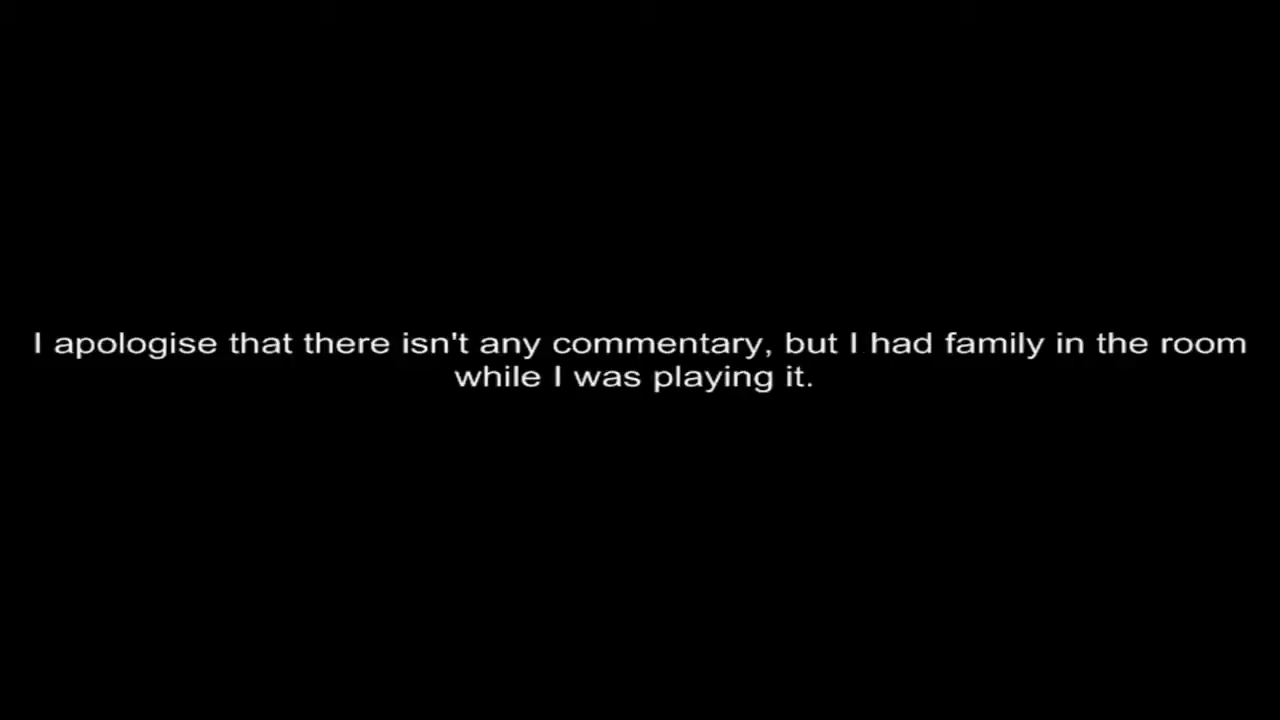 I apologise that there isn't any commentary, but I had family in the room
while I was playing it.